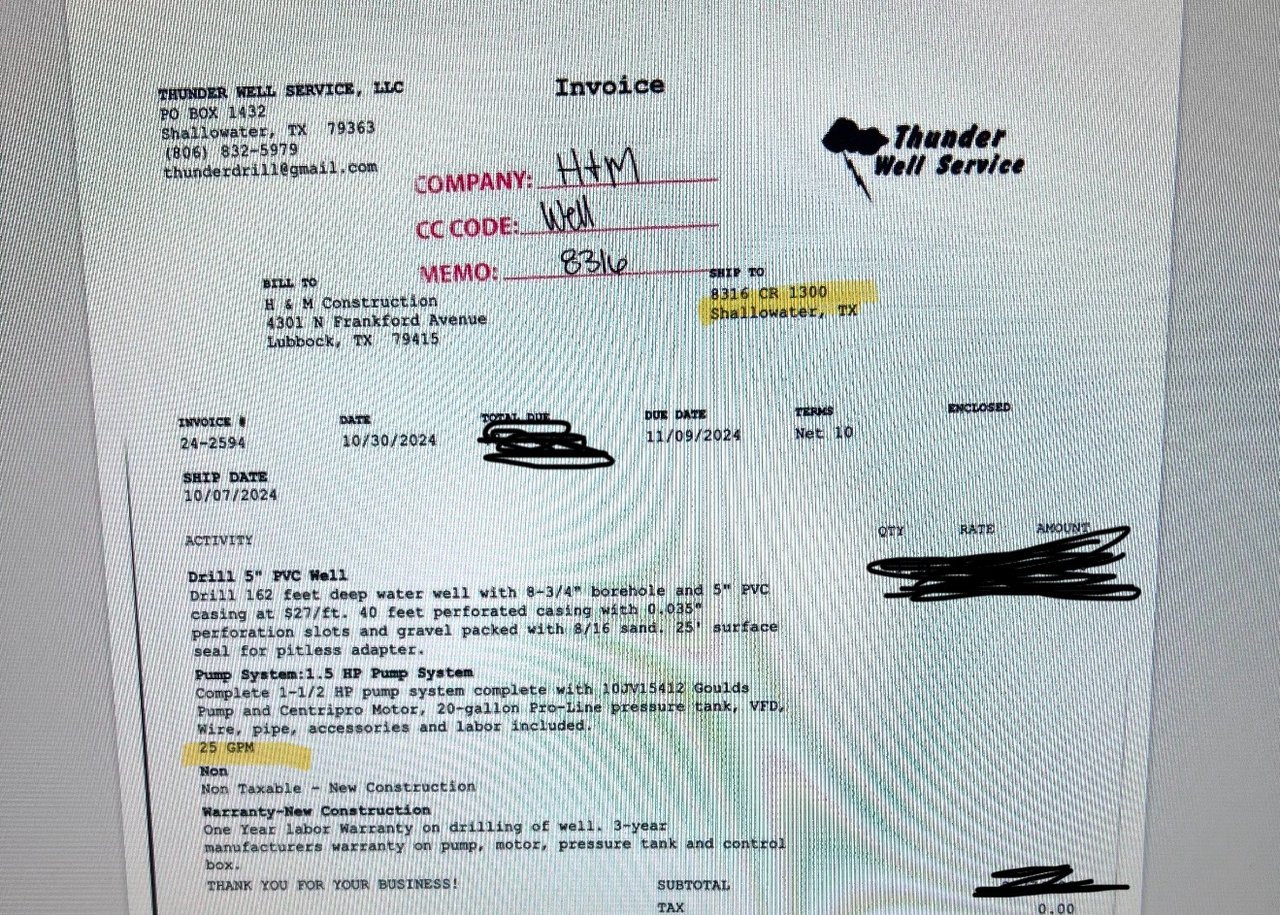 Invoice
THUNDER WELL SERVICE, LLC
PO BOX 1432
Shallowater, TX 79363
(806) 832-5979
thunderdrill@gmail.com
Thunder
Well Service
COMPANY: H+M
CC CODE: Well
MEMO: 8316
BILL TO
H & M Construction
4301 N Frankford Avenue
Lubbock, TX 79415
SHIP TO
8316 CR 1300
Shallowater, TX
INVOICE # DATE TOTAL DUE DUE DATE TERMS ENCLOSED
24-2594 10/30/2024 11/09/2024 Net 10
SHIP DATE
10/07/2024
ACTIVITY QTY RATE AMOUNT
Drill 5" PVC Well
Drill 162 feet deep water well with 8-3/4" borehole and 5" PVC
casing at $27/ft. 40 feet perforated casing with 0.035"
perforation slots and gravel packed with 8/16 sand. 25' surface
seal for pitless adapter.
Pump System:1.5 HP Pump System
Complete 1-1/2 HP pump system complete with 10JV15412 Goulds
Pump and Centripro Motor, 20-gallon Pro-Line pressure tank, VFD,
Wire, pipe, accessories and labor included.
25 GPM
Non
Non Taxable - New Construction
Warranty-New Construction
One Year labor Warranty on drilling of well. 3-year
manufacturers warranty on pump, motor, pressure tank and control
box.
THANK YOU FOR YOUR BUSINESS!
SUBTOTAL
TAX 0.00